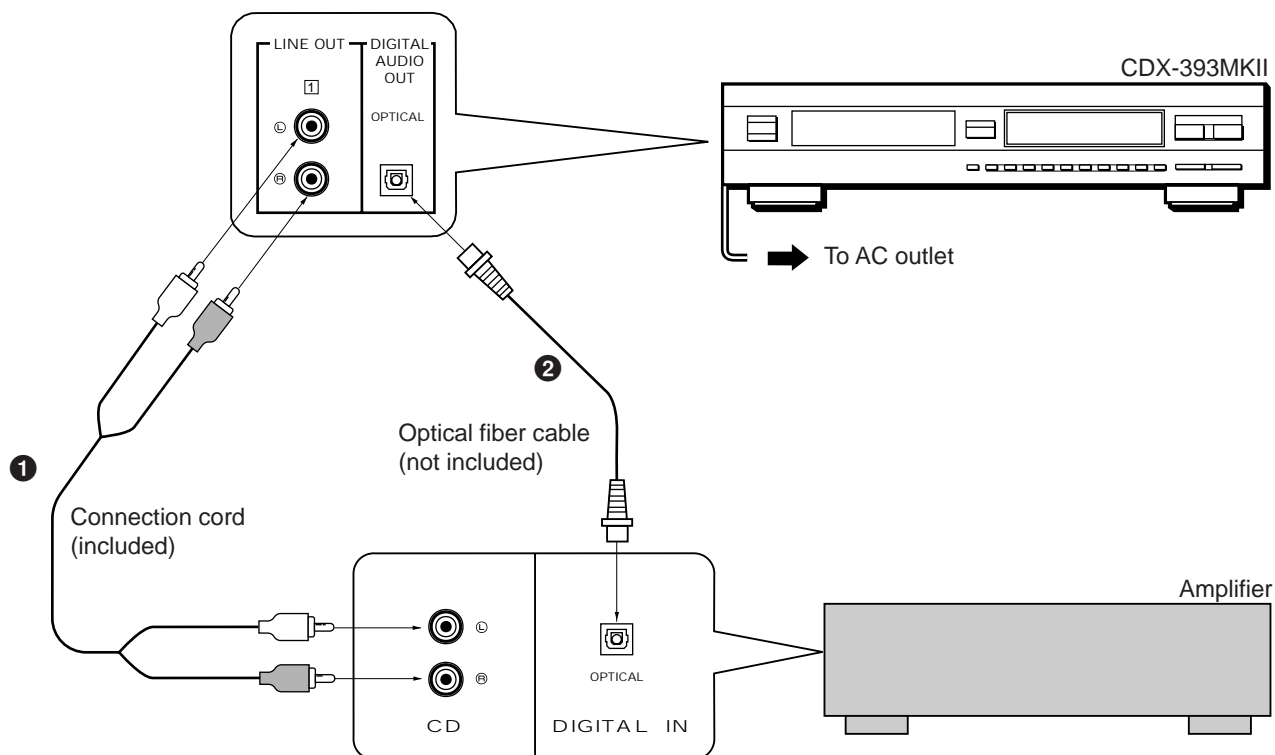 LINE OUT
DIGITAL
AUDIO
OUT
1
OPTICAL
L
R
CDX-393MKII
To AC outlet
2
Optical fiber cable
(not included)
1
Connection cord
(included)
L
R
CD
OPTICAL
DIGITAL IN
Amplifier